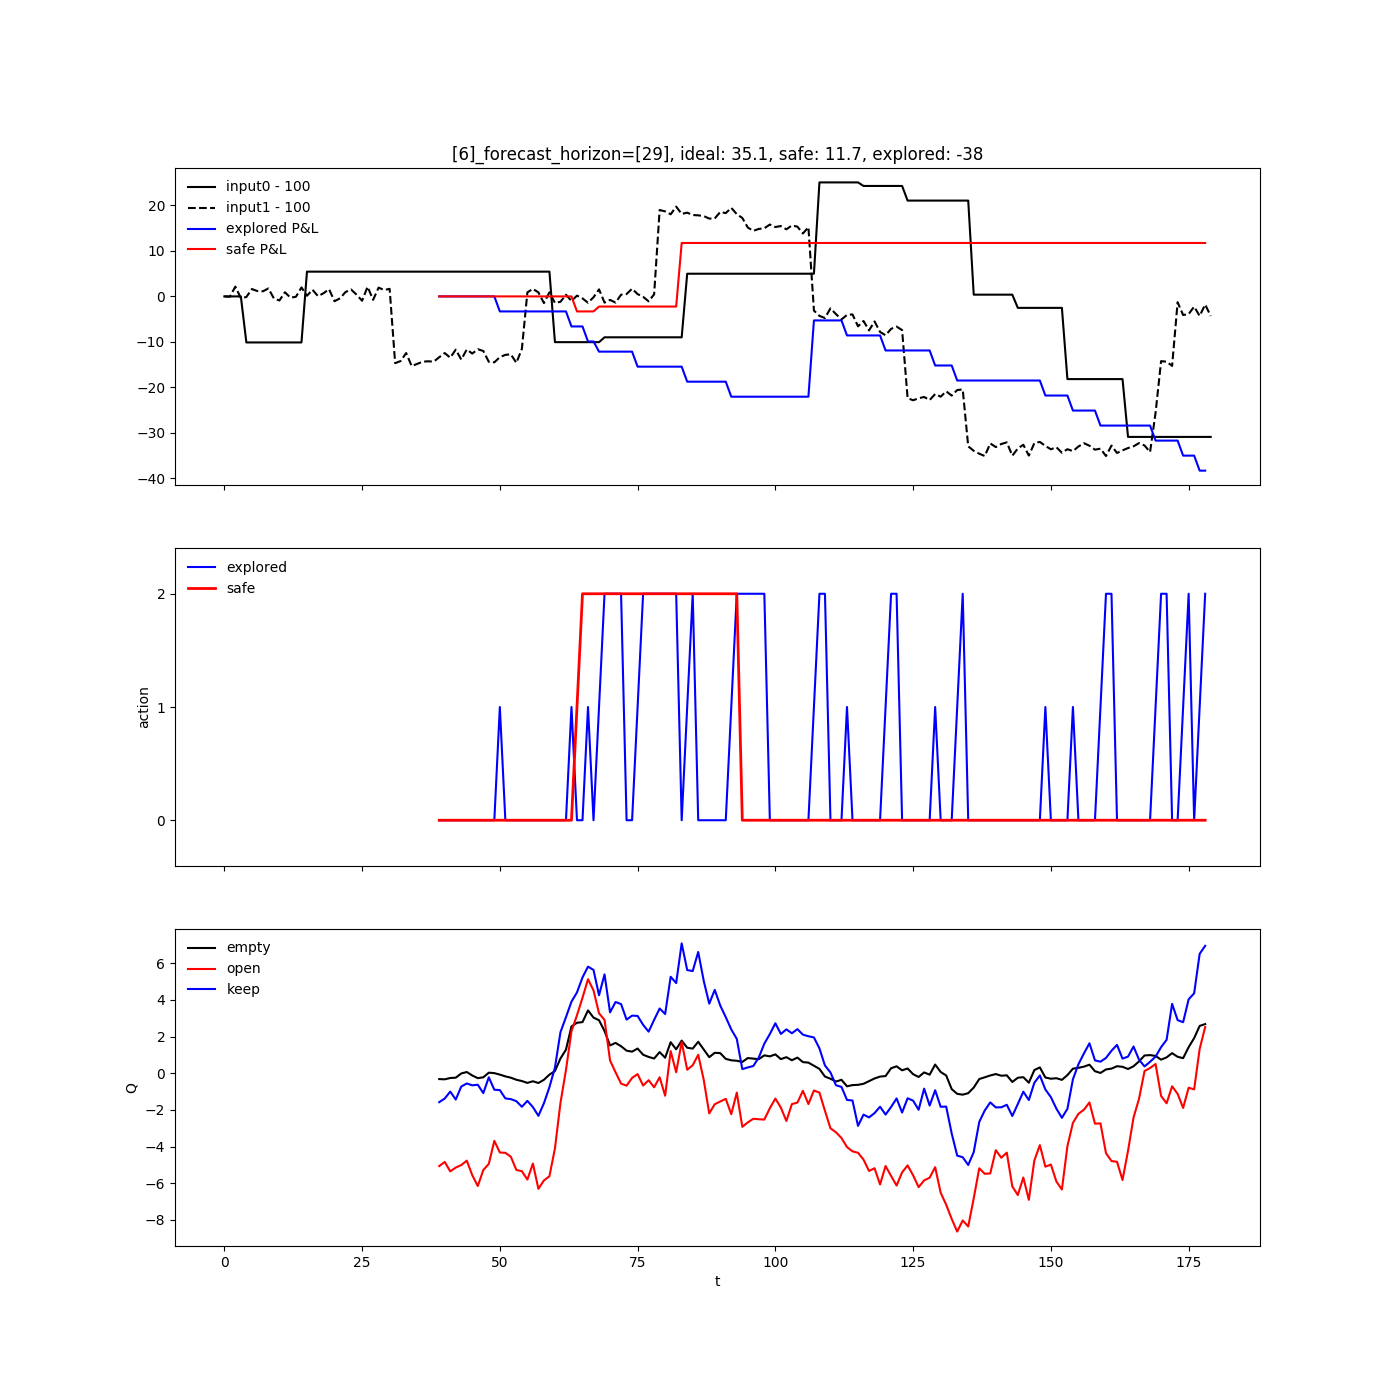 [6]_forecast_horizon=[29], ideal: 35.1, safe: 11.7, explored: -38
input0 - 100
input1 - 100
explored P&L
safe P&L
20
10
0
−10
−20
−30
−40
explored
safe
2
1
0
action
empty
open
keep
6
4
2
0
−2
−4
−6
−8
Q
0 25 50 75 100 125 150 175
t